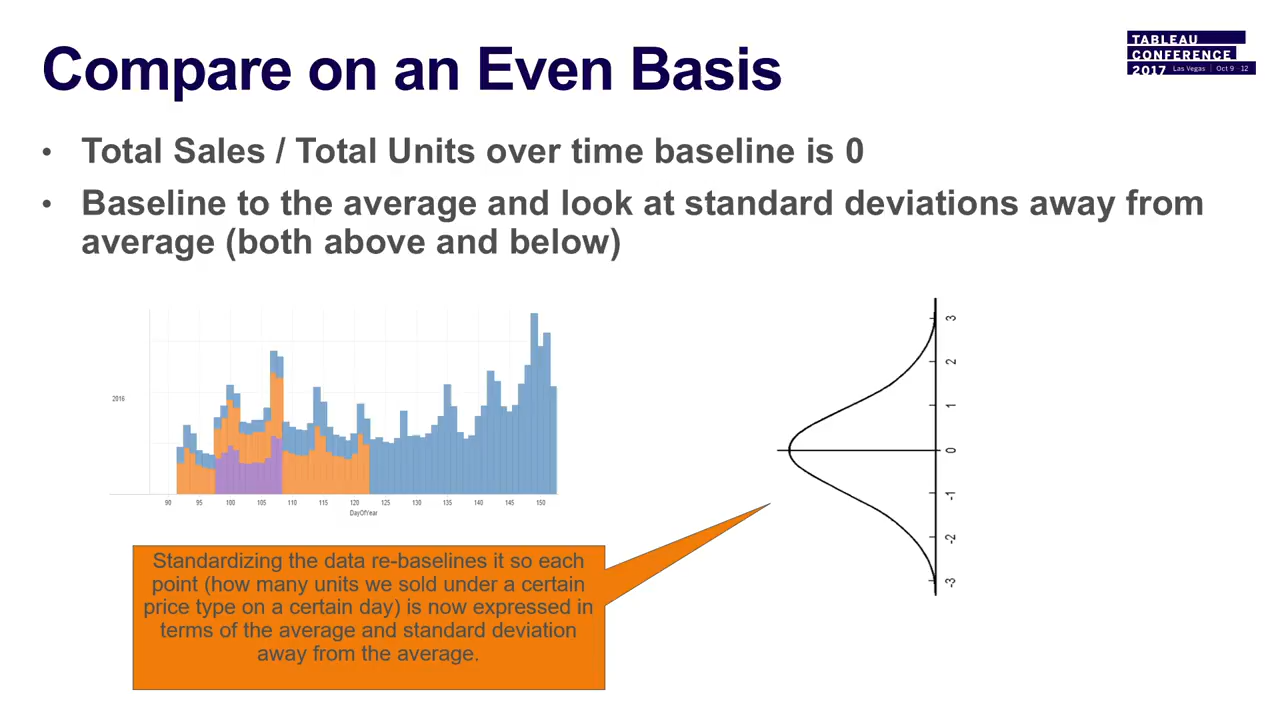 Compare on an Even Basis
TABLEAU
CONFERENCE
2017 Las Vegas | Oct 9 - 12
• Total Sales / Total Units over time baseline is 0
• Baseline to the average and look at standard deviations away from
average (both above and below)
2016
90 95 100 105 110 115 120 125 130 135 140 145 150
DayOfYear
3
2
1
0
-1
-2
-3
Standardizing the data re-baselines it so each
point (how many units we sold under a certain
price type on a certain day) is now expressed in
terms of the average and standard deviation
away from the average.